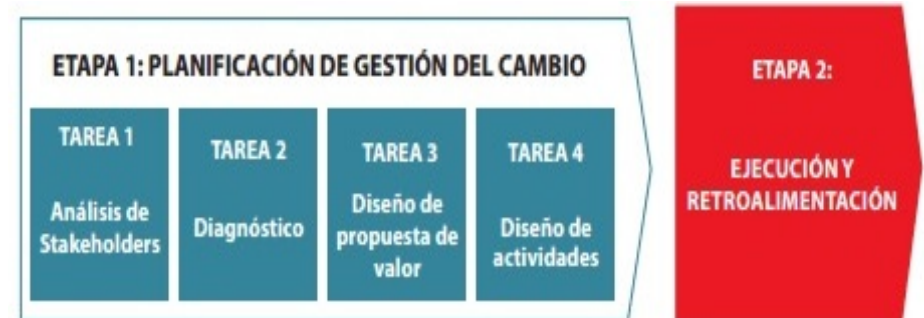 ETAPA 1: PLANIFICACIÓN DE GESTIÓN DEL CAMBIO
TAREA 1
Análisis de
Stakeholders
TAREA 2
Diagnóstico
TAREA 3
Diseño de
propuesta de
valor
TAREA 4
Diseño de
actividades
ETAPA 2:
EJECUCIÓN Y
RETROALIMENTACIÓN